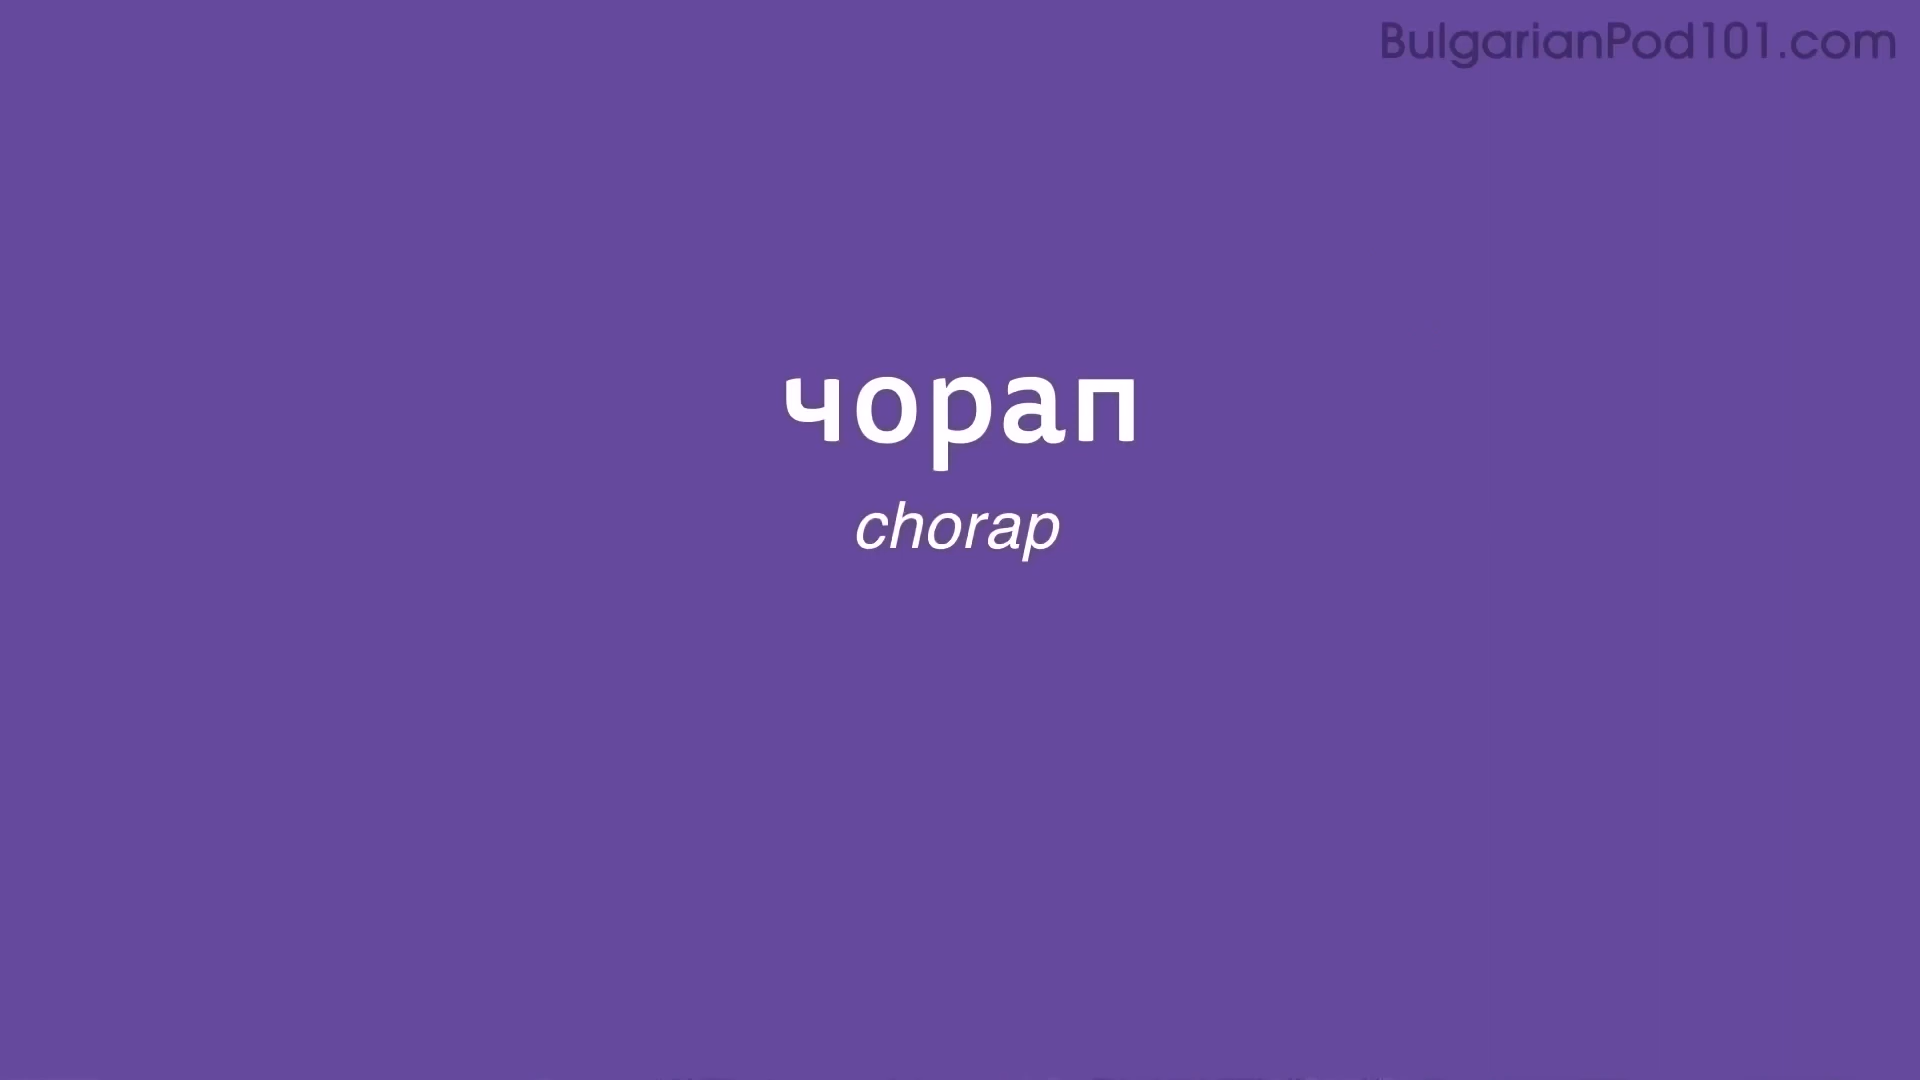 BulgarianPod101.com
чорап
chorap